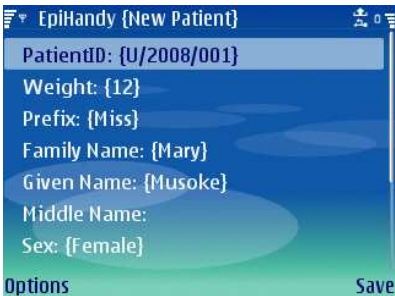 EpiHandy {New Patient}
PatientID: {U/2008/001}
Weight: {12}
Prefix: {Miss}
Family Name: {Mary}
Given Name: {Musoke}
Middle Name:
Sex: {Female}
Options Save